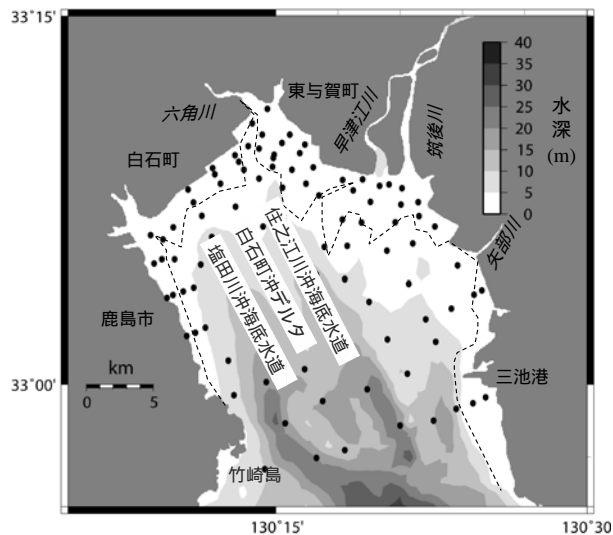 33°15'
東与賀町
六角川
早津江川
筑後川
白石町
40
35
30
25
20
15
10
5
0
水深
(m)
矢部川
住之江川沖海底水道
白石町沖デルタ
塩田川沖海底水道
鹿島市
km
0 5
33°00'
三池港
竹崎島
130°15'
130°30'